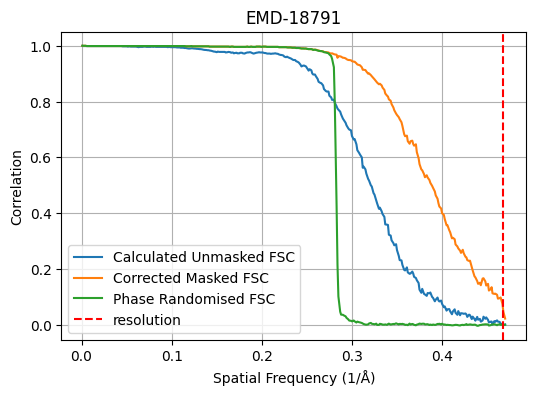 EMD-18791
1.0
0.8
0.6
0.4
0.2
0.0
Correlation
Calculated Unmasked FSC
Corrected Masked FSC
Phase Randomised FSC
resolution
0.0 0.1 0.2 0.3 0.4
Spatial Frequency (1/Å)